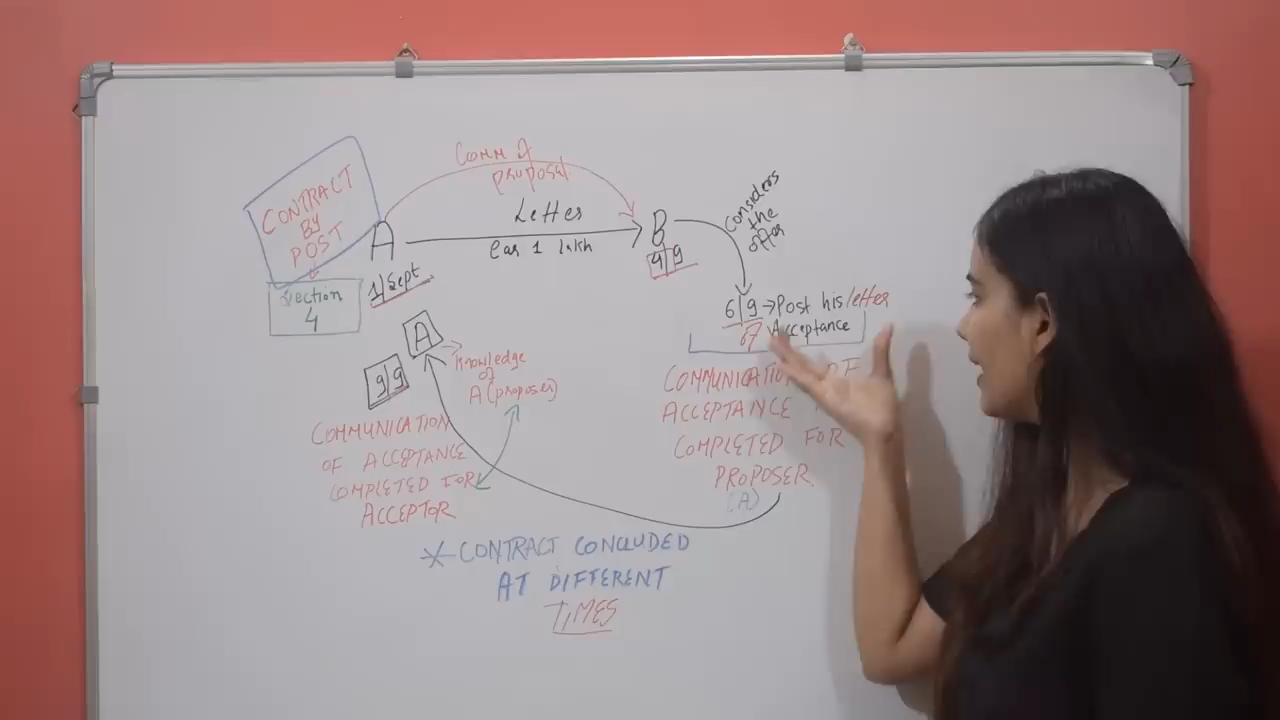 CONTRACT
BY
POST
Section
4
A
1/Sept
Comm of
proposal
Letter
Car 1 lakh
B
4/9
Considers
the
offer
6/9 → Post his letter
Acceptance
COMMUNICATION OF
ACCEPTANCE
COMPLETED FOR
PROPOSER
(A)
A
9/9
Knowledge
of
A (proposer)
COMMUNICATION
OF ACCEPTANCE
COMPLETED FOR
ACCEPTOR
* CONTRACT CONCLUDED
AT DIFFERENT
TIMES